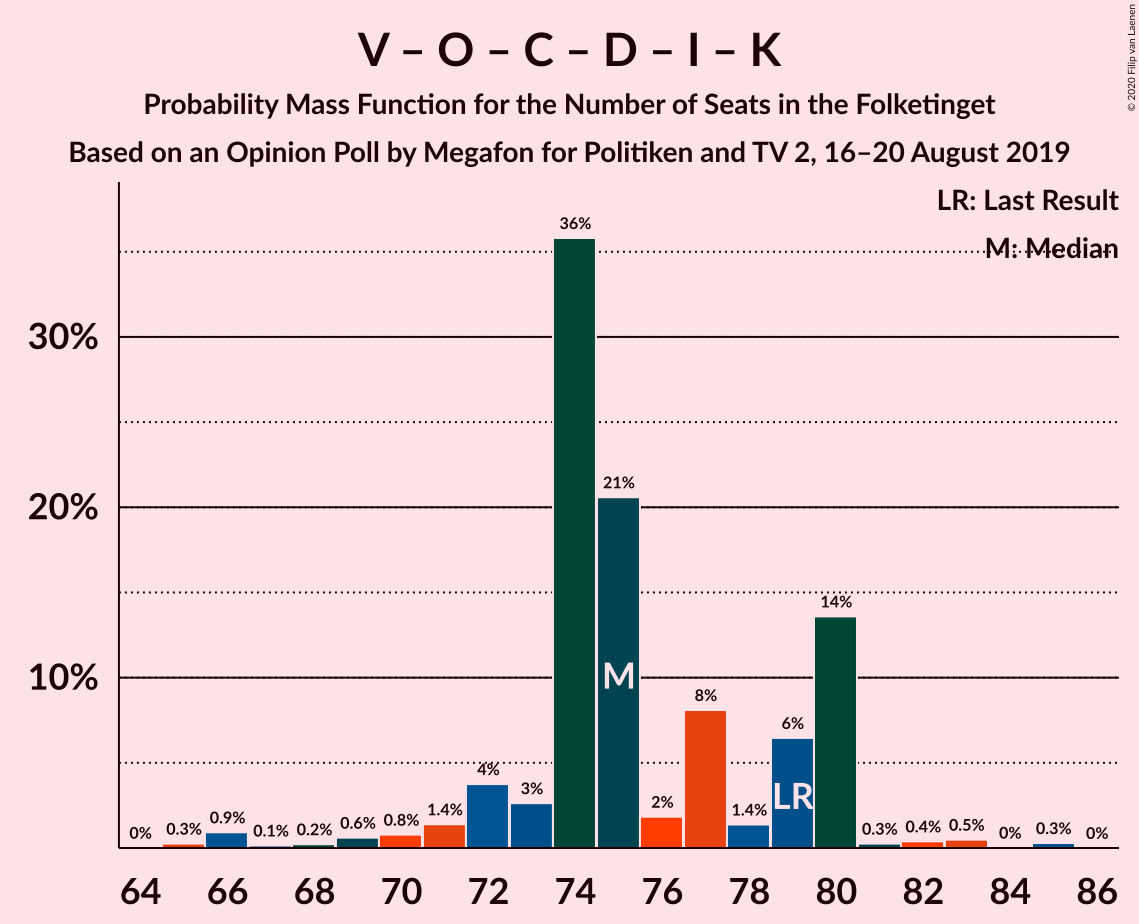 V – O – C – D – I – K
Probability Mass Function for the Number of Seats in the Folketinget
Based on an Opinion Poll by Megafon for Politiken and TV 2, 16–20 August 2019
© 2020 Filip van Laenen
LR: Last Result
M: Median
30%
20%
10%
0%
0.3%
0.9%
0.1%
0.2%
0.6%
0.8%
1.4%
4%
3%
36%
21%
2%
8%
1.4%
6%
14%
0.3%
0.4%
0.5%
0%
0.3%
0%
M
LR
64 66 68 70 72 74 76 78 80 82 84 86